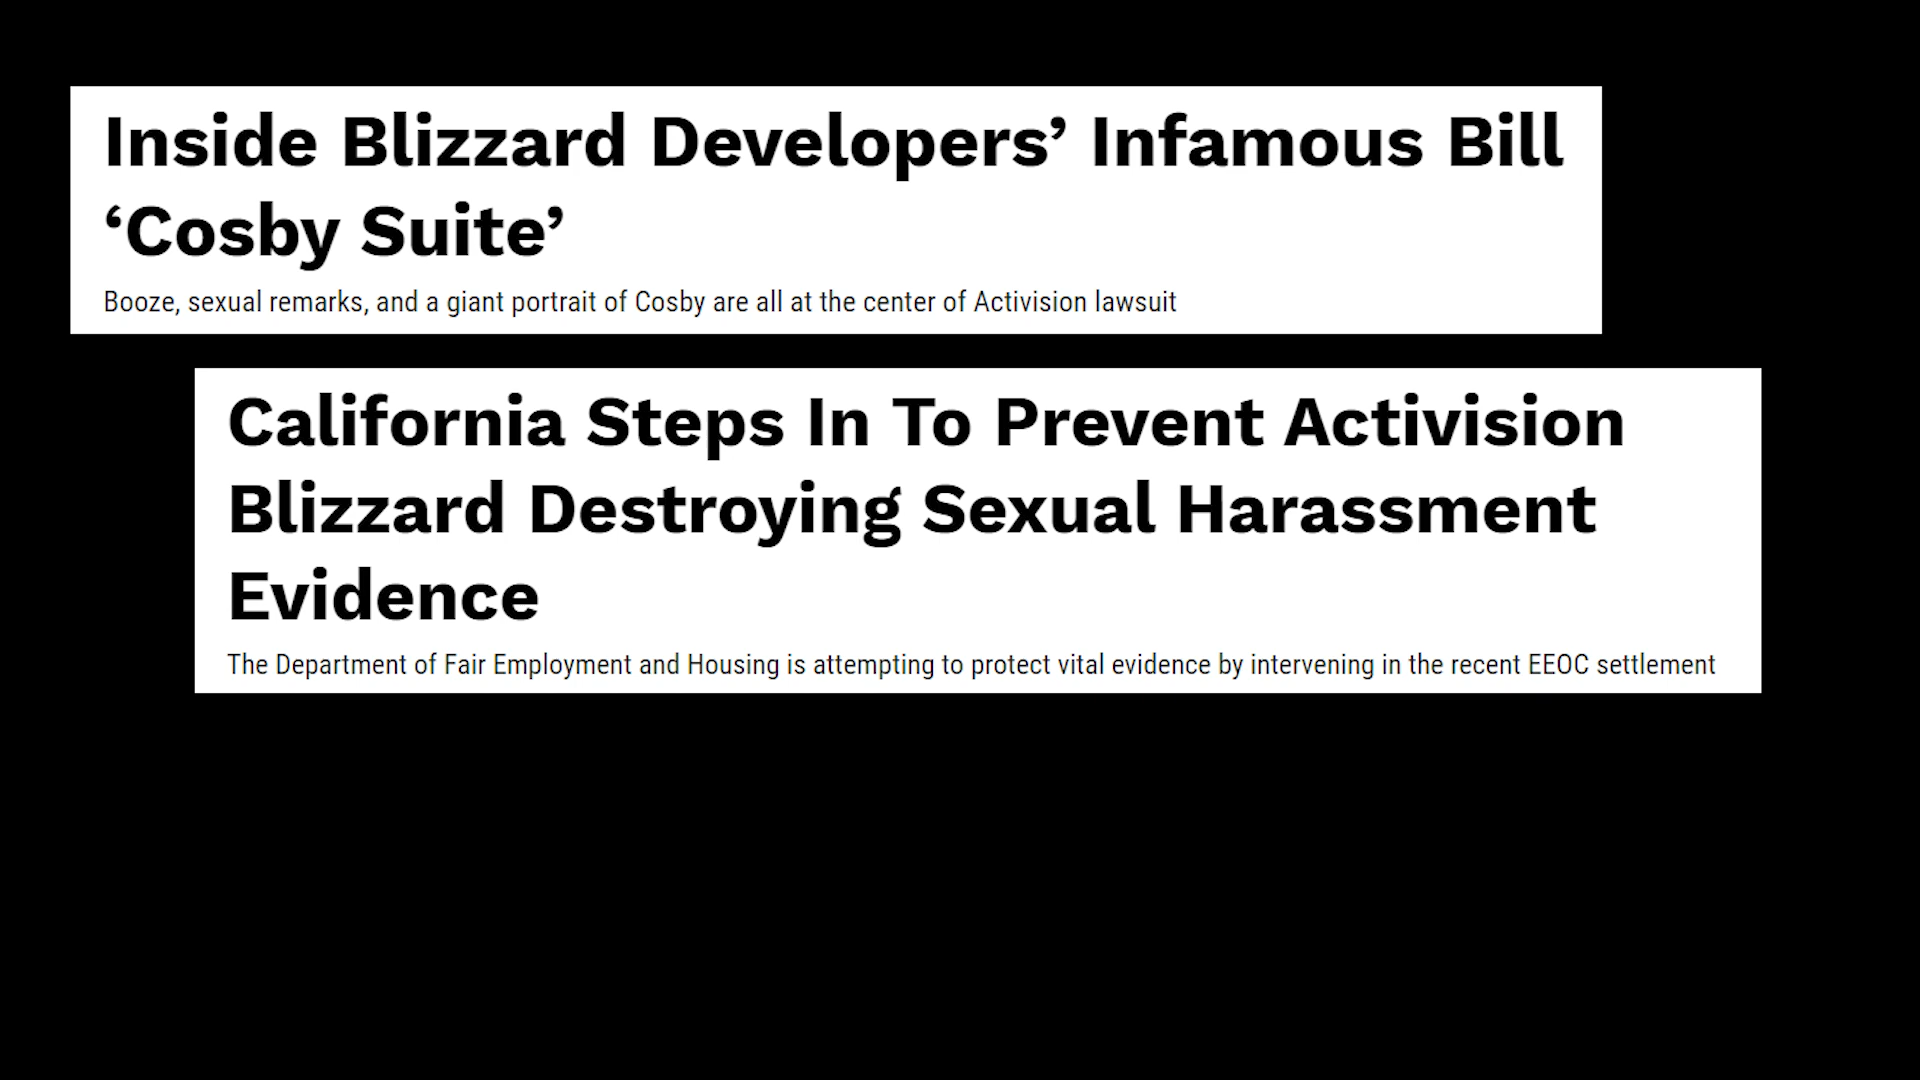 Inside Blizzard Developers’ Infamous Bill
‘Cosby Suite’
Booze, sexual remarks, and a giant portrait of Cosby are all at the center of Activision lawsuit
California Steps In To Prevent Activision
Blizzard Destroying Sexual Harassment
Evidence
The Department of Fair Employment and Housing is attempting to protect vital evidence by intervening in the recent EEOC settlement